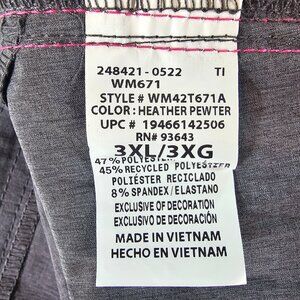 248421 - 0522 TI
WM671
STYLE # WM42T671A
COLOR : HEATHER PEWTER
UPC # 19466142506
RN# 93643
3XL/3XG
47% POLYESTER
45% RECYCLED POLYESTER
POLIÉSTER RECICLADO
8% SPANDEX / ELASTANO
EXCLUSIVE OF DECORATION
EXCLUSIVO DE DECORACIÓN
MADE IN VIETNAM
HECHO EN VIETNAM